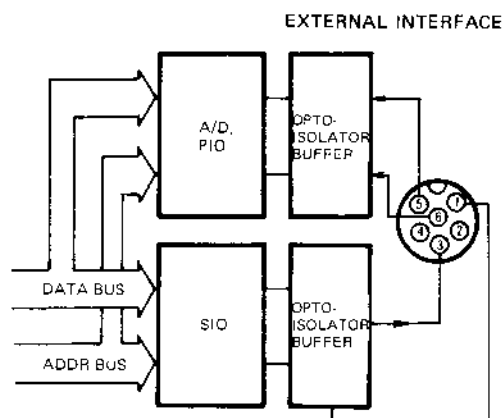 EXTERNAL INTERFACE
A/D,
PIO
OPTO-
ISOLATOR
BUFFER
5
1
6
4
2
3
DATA BUS
SIO
OPTO-
ISOLATOR
BUFFER
ADDR BUS